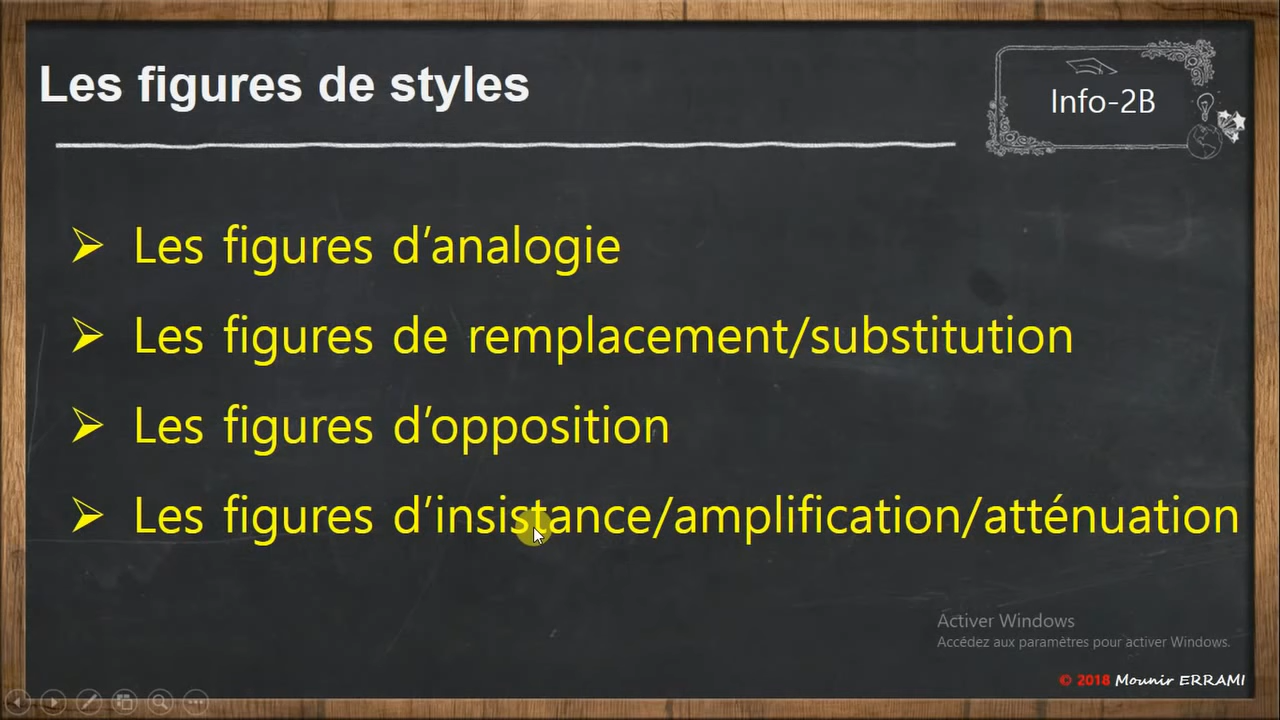 Les figures de styles
Info-2B
➢ Les figures d’analogie
➢ Les figures de remplacement/substitution
➢ Les figures d’opposition
➢ Les figures d’insistance/amplification/atténuation
Activer Windows
Accédez aux paramètres pour activer Windows.
© 2018 Mounir ERRAMI